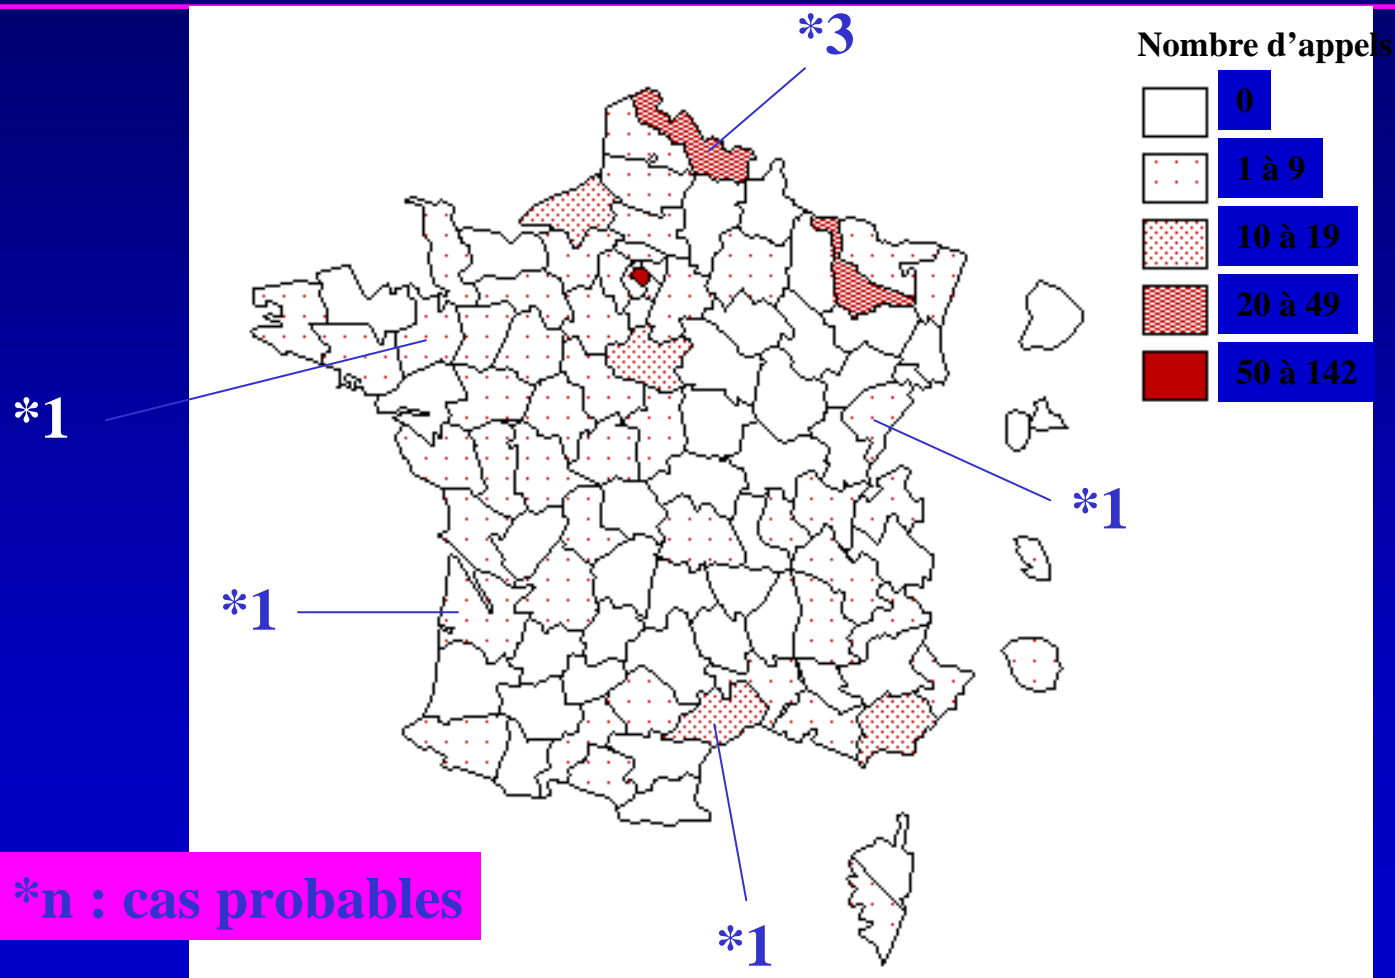 *3
Nombre d’appels
0
1 à 9
10 à 19
20 à 49
50 à 142
*1
*1
*1
*n : cas probables
*1